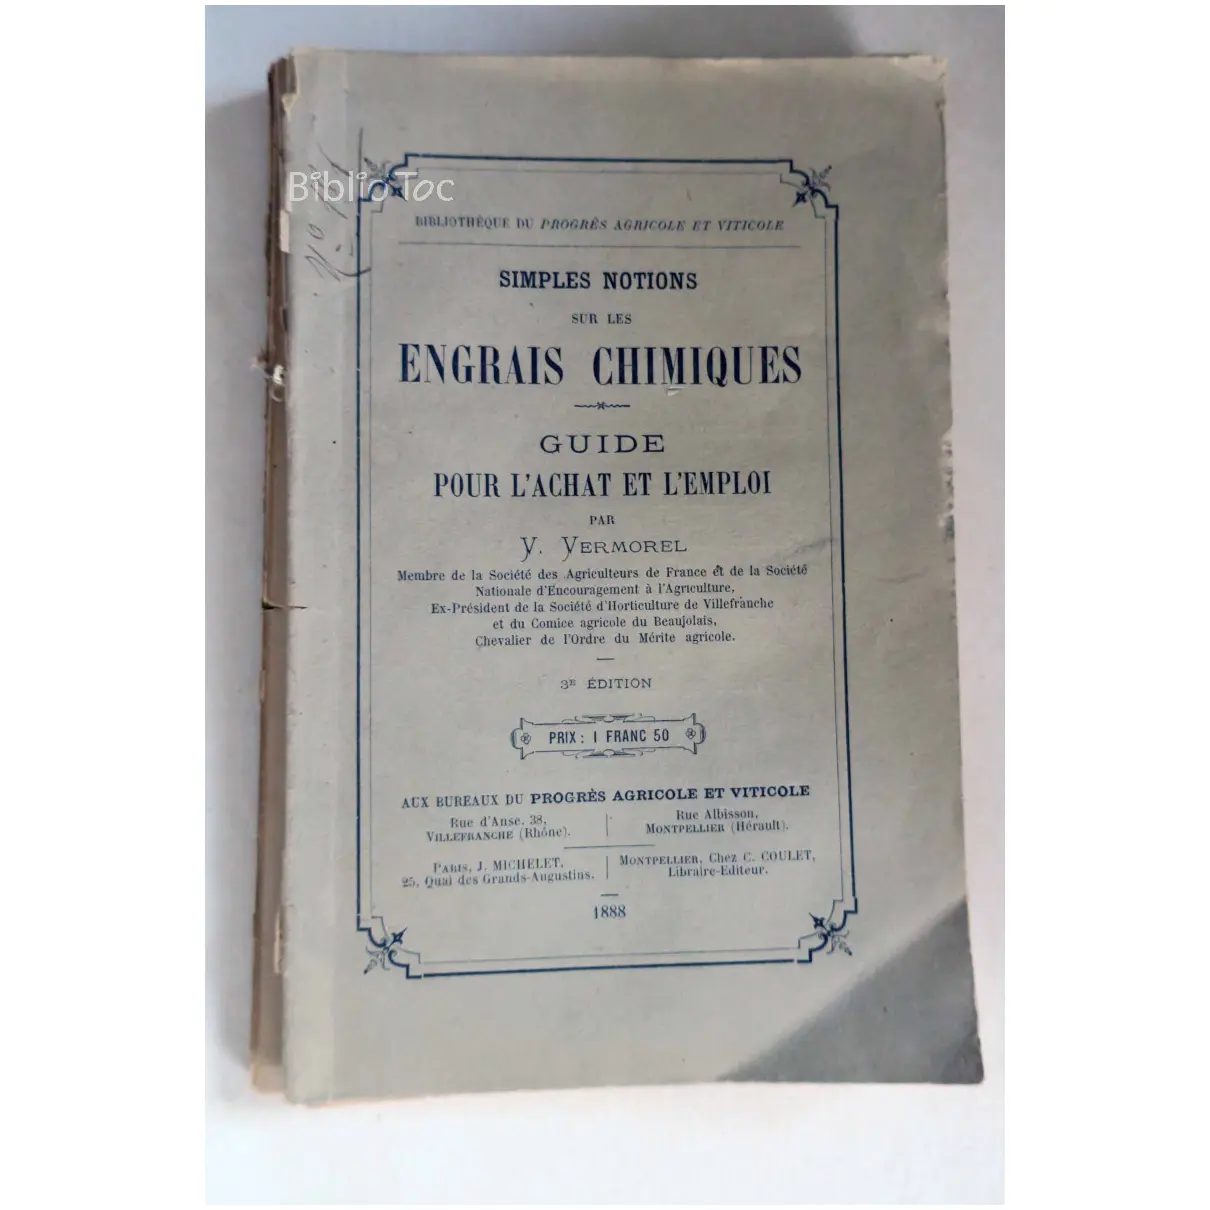 BiblioToc
BIBLIOTHÈQUE DU PROGRÈS AGRICOLE ET VITICOLE
SIMPLES NOTIONS
SUR LES
ENGRAIS CHIMIQUES
GUIDE
POUR L'ACHAT ET L'EMPLOI
PAR
V. VERMOREL
Membre de la Société des Agriculteurs de France et de la Société
Nationale d'Encouragement à l'Agriculture,
Ex-Président de la Société d'Horticulture de Villefranche
et du Comice agricole du Beaujolais,
Chevalier de l'Ordre du Mérite agricole.
3E ÉDITION
PRIX : 1 FRANC 50
AUX BUREAUX DU PROGRÈS AGRICOLE ET VITICOLE
Rue d'Anse, 38,
VILLEFRANCHE (Rhône).
Rue Albisson,
MONTPELLIER (Hérault).
PARIS, J. MICHELET,
25, Quai des Grands-Augustins.
MONTPELLIER, Chez C. COULET,
Libraire-Editeur.
1888